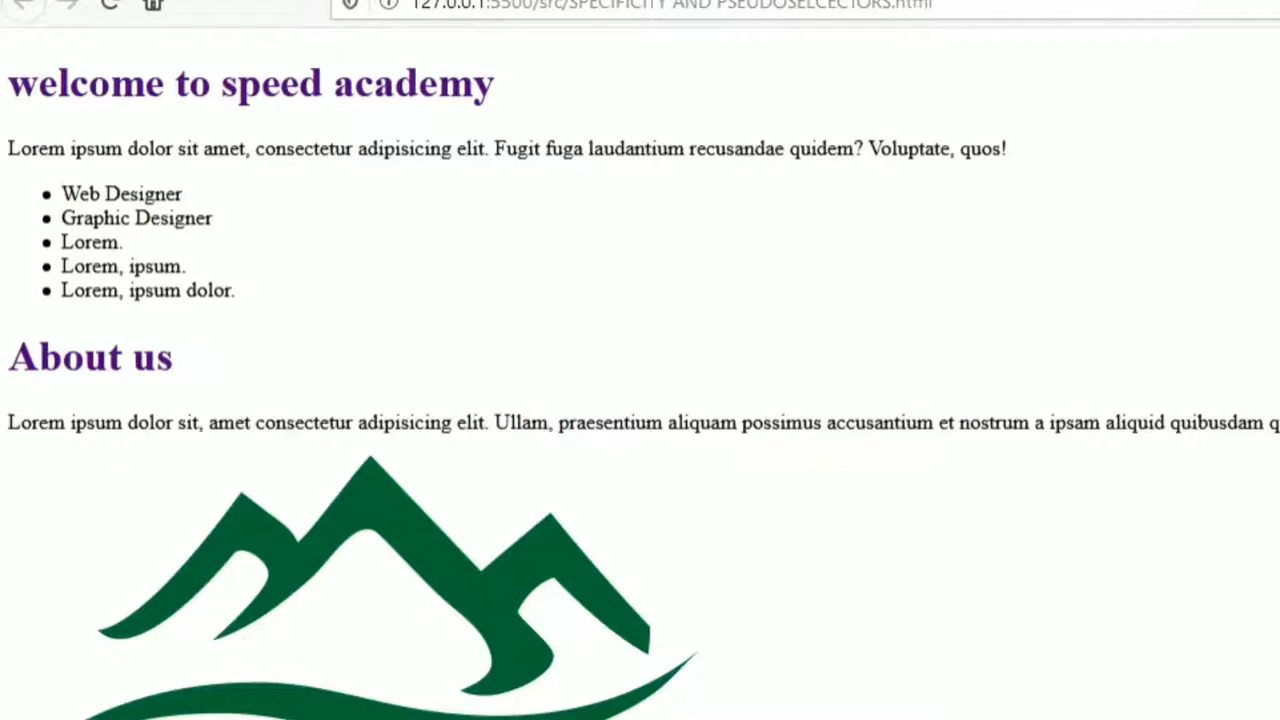 127.0.0.1:5500/src/SPECIFICITY AND PSEUDOSELCECTORS.html
welcome to speed academy
Lorem ipsum dolor sit amet, consectetur adipisicing elit. Fugit fuga laudantium recusandae quidem? Voluptate, quos!
Web Designer
Graphic Designer
Lorem.
Lorem, ipsum.
Lorem, ipsum dolor.
About us
Lorem ipsum dolor sit, amet consectetur adipisicing elit. Ullam, praesentium aliquam possimus accusantium et nostrum a ipsam aliquid quibusdam q